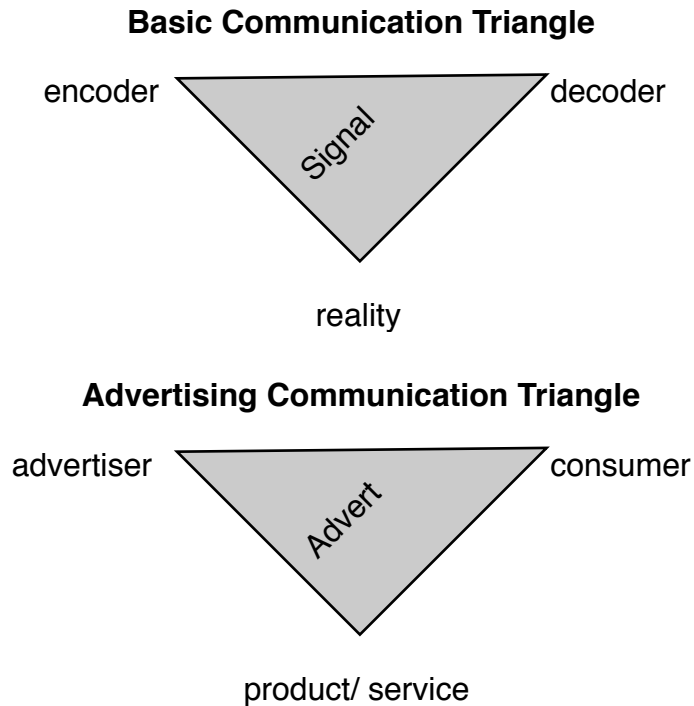 Basic Communication Triangle
encoder
decoder
Signal
reality
Advertising Communication Triangle
advertiser
consumer
Advert
product/ service